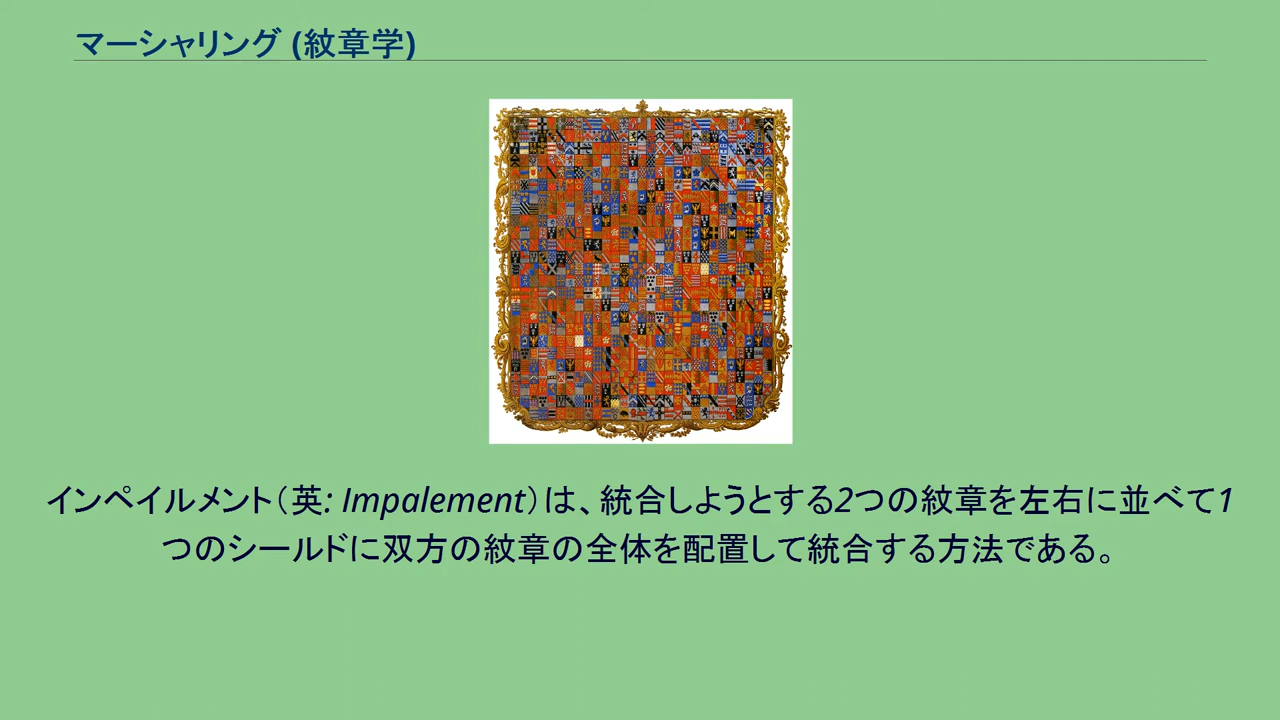 マーシャリング (紋章学)
インペイルメント（英: Impalement）は、統合しようとする2つの紋章を左右に並べて1
つのシールドに双方の紋章の全体を配置して統合する方法である。